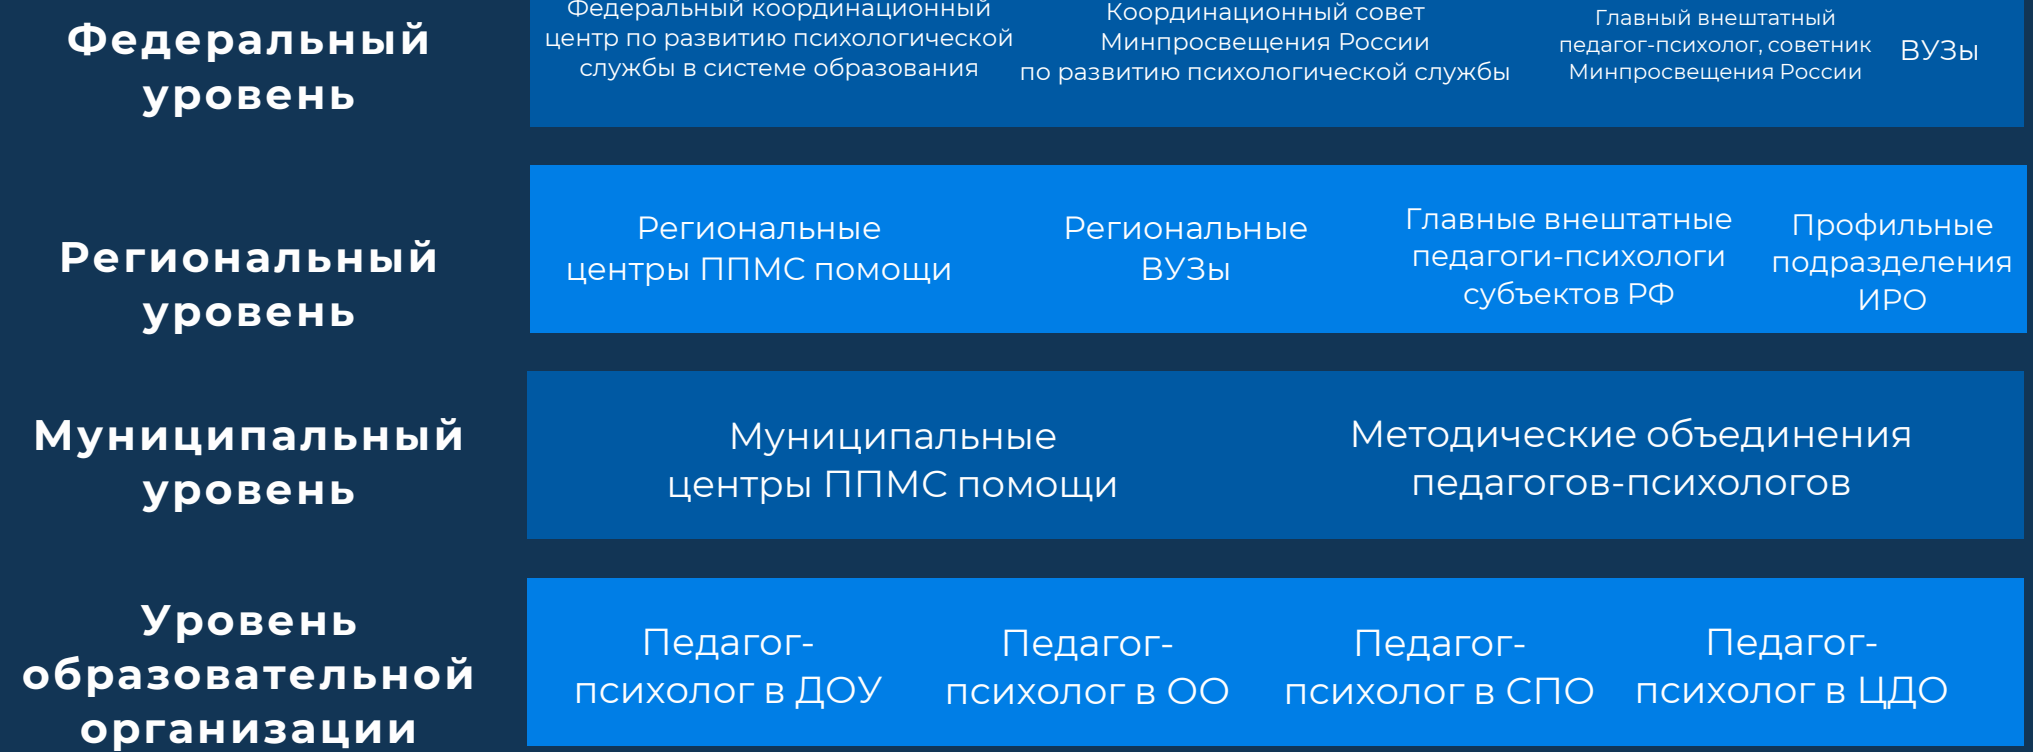 Федеральный
уровень
Федеральный координационный
центр по развитию психологической
службы в системе образования
Координационный совет
Минпросвещения России
по развитию психологической службы
Главный внештатный
педагог-психолог, советник
Минпросвещения России
ВУЗы
Региональный
уровень
Региональные
центры ППМС помощи
Региональные
ВУЗы
Главные внештатные
педагоги-психологи
субъектов РФ
Профильные
подразделения
ИРО
Муниципальный
уровень
Муниципальные
центры ППМС помощи
Методические объединения
педагогов-психологов
Уровень
образовательной
организации
Педагог-
психолог в ДОУ
Педагог-
психолог в ОО
Педагог-
психолог в СПО
Педагог-
психолог в ЦДО